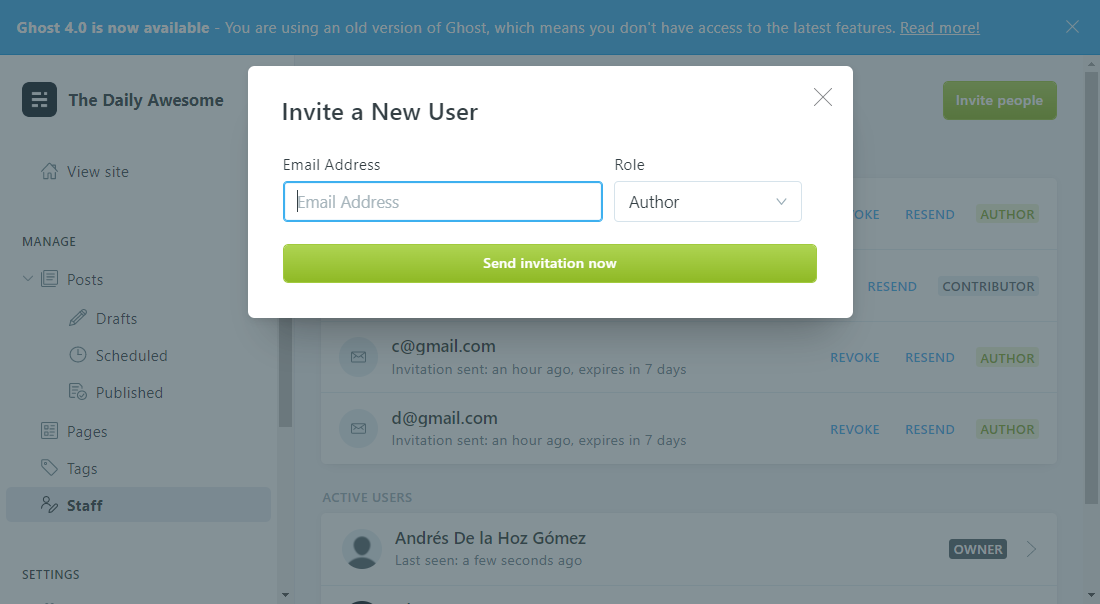 Ghost 4.0 is now available - You are using an old version of Ghost, which means you don't have access to the latest features. Read more!
The Daily Awesome
View site
MANAGE
Posts
Drafts
Scheduled
Published
Pages
Tags
Staff
SETTINGS
Invite people
Invite a New User
Email Address
Role
Email Address
Author
Send invitation now
RESEND
AUTHOR
RESEND
CONTRIBUTOR
c@gmail.com
Invitation sent: an hour ago, expires in 7 days
REVOKE
RESEND
AUTHOR
d@gmail.com
Invitation sent: an hour ago, expires in 7 days
REVOKE
RESEND
AUTHOR
ACTIVE USERS
Andrés De la Hoz Gómez
Last seen: a few seconds ago
OWNER